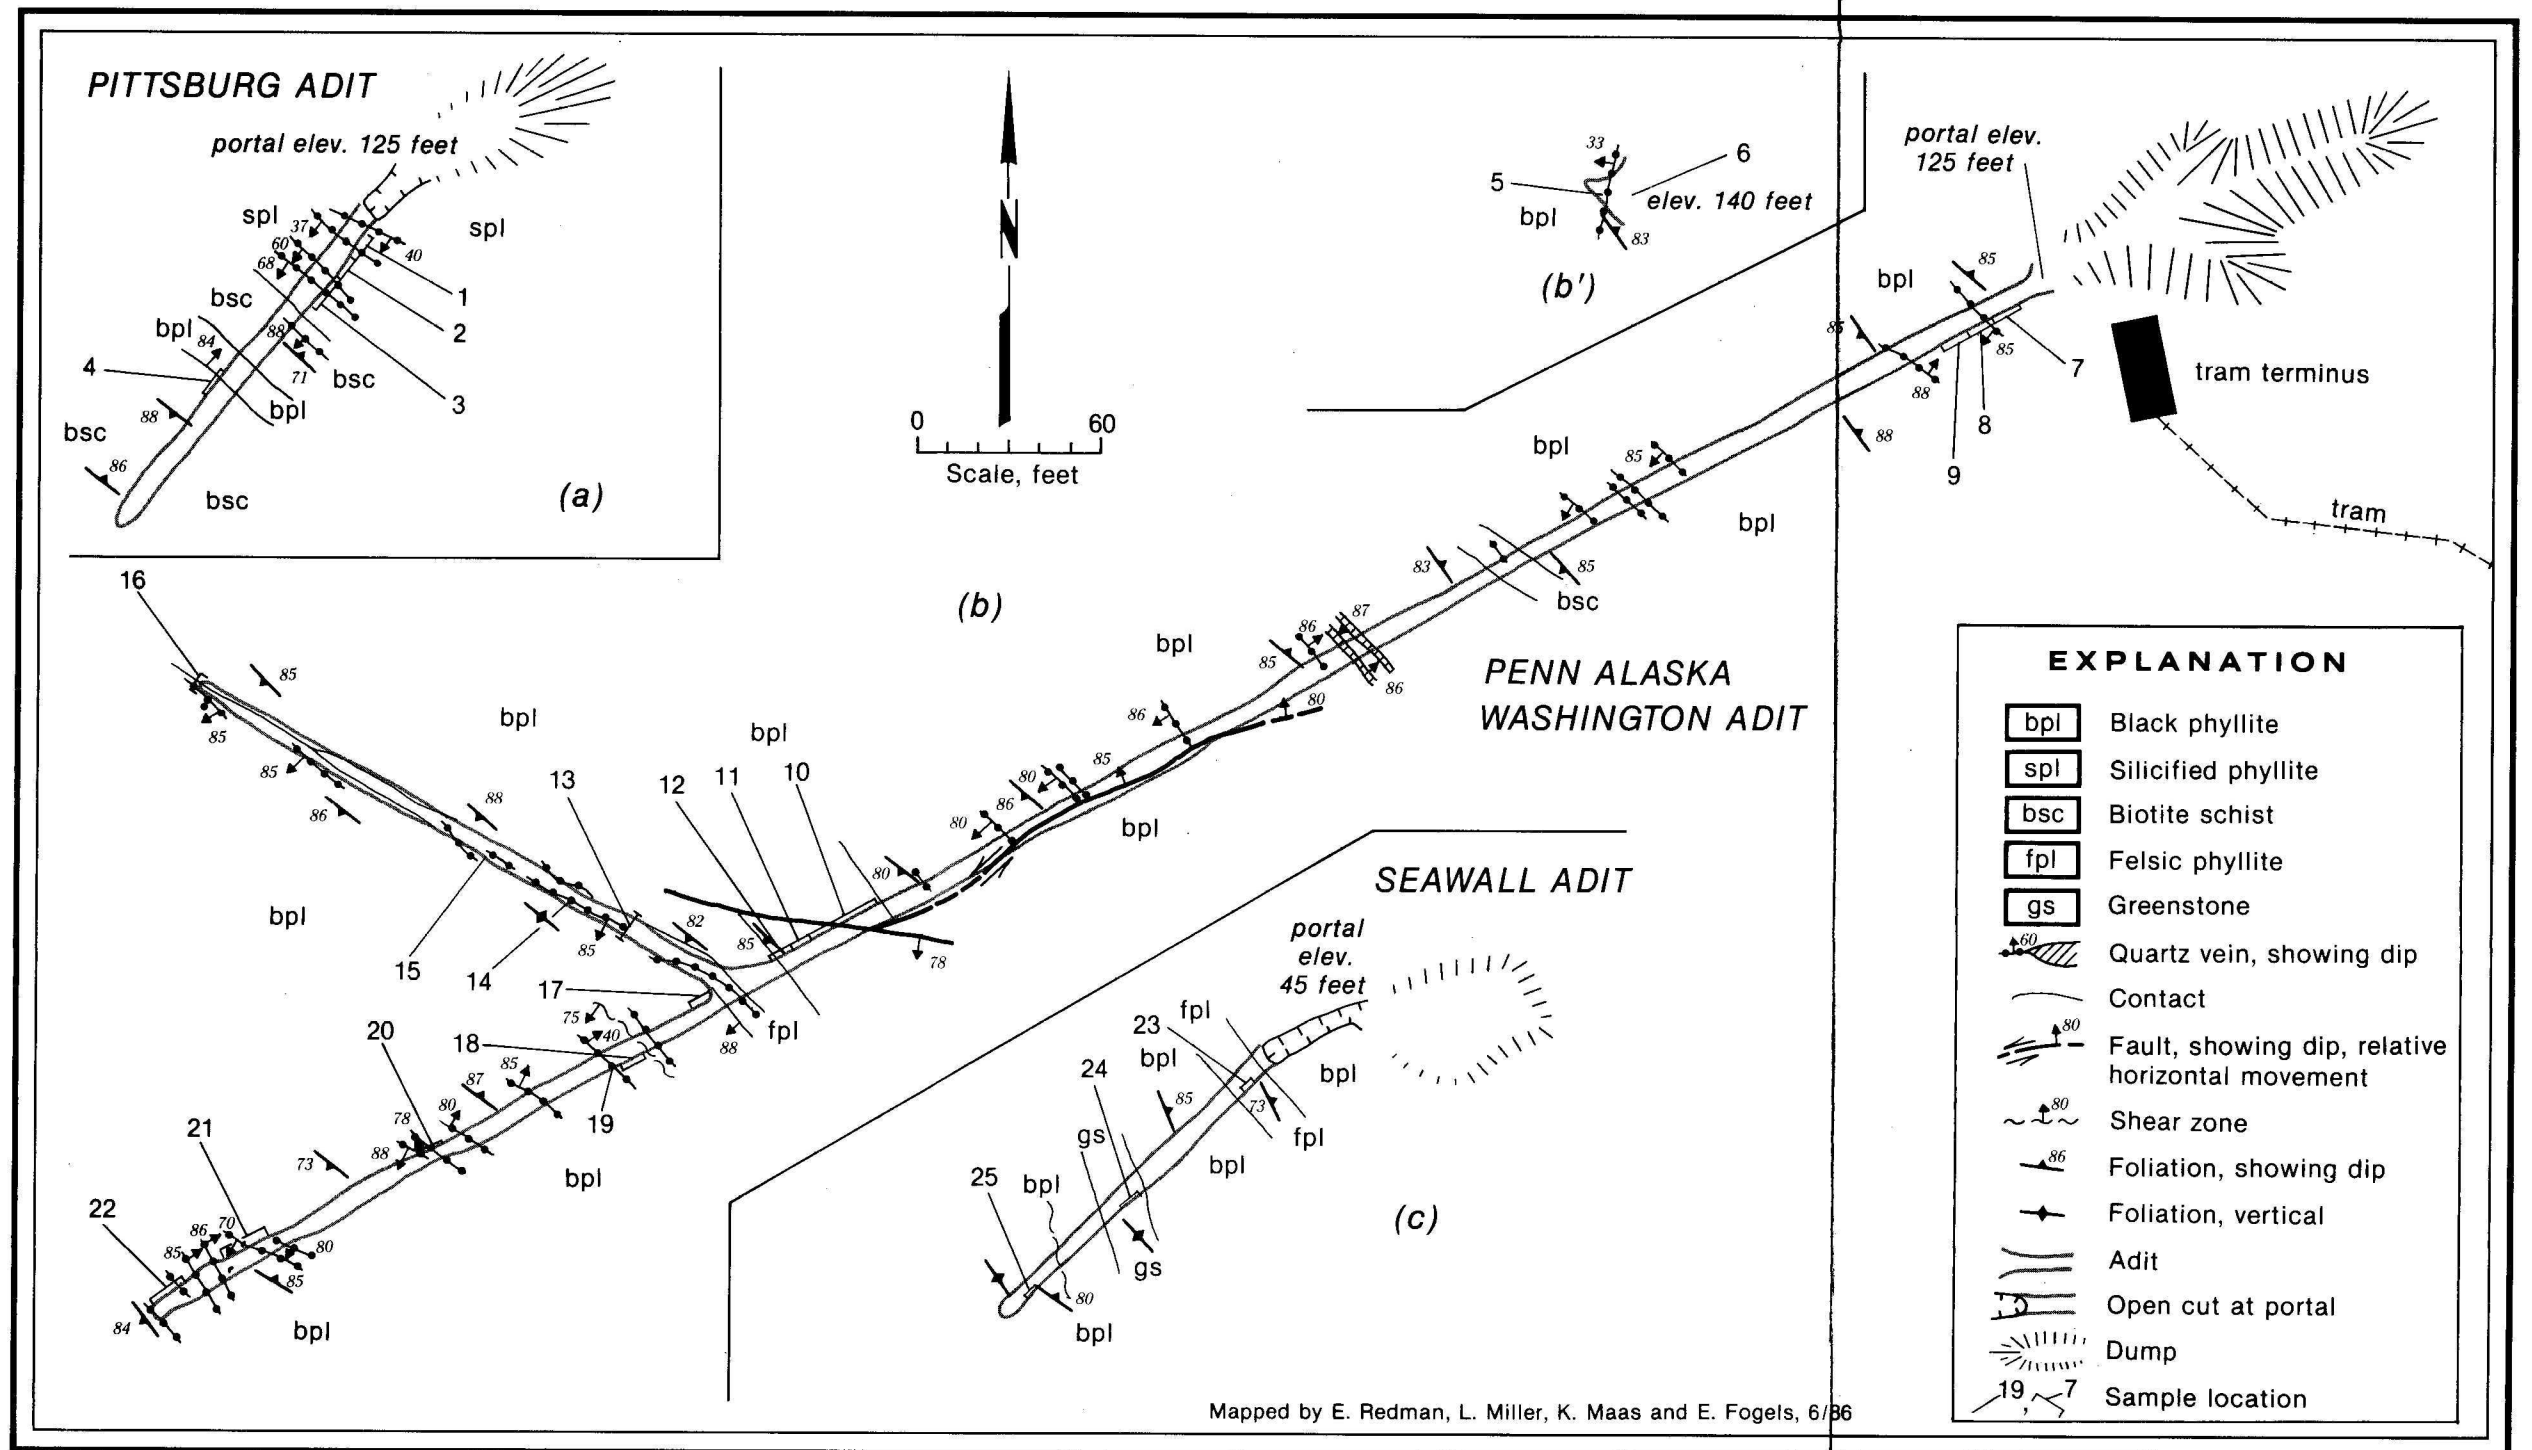 PITTSBURG ADIT
portal elev. 125 feet
spl
spl
37
60
68
40
1
2
3
bsc
bpl
84
88
71
bsc
4
bpl
88
bsc
86
bsc
(a)
N
0 60
Scale, feet
33
6
5
elev. 140 feet
bpl
83
(b')
portal elev.
125 feet
bpl
85
85
85
7
88
8
88
9
tram terminus
tram
bpl
85
bpl
83
85
bsc
(b)
bpl
86
87
85
86
80
PENN ALASKA
WASHINGTON ADIT
86
85
80
86
80
bpl
16
85
bpl
bpl
85
85
86
88
13
12
11
10
80
82
85
78
bpl
85
15
14
17
75
40
18
fpl
88
20
85
87
80
78
88
19
21
73
bpl
22
86
70
85
80
85
84
bpl
SEAWALL ADIT
portal
elev.
45 feet
fpl
23
bpl
bpl
24
85
73
fpl
gs
bpl
25
bpl
gs
80
bpl
(c)
EXPLANATION
bpl Black phyllite
spl Silicified phyllite
bsc Biotite schist
fpl Felsic phyllite
gs Greenstone
60 Quartz vein, showing dip
Contact
80 Fault, showing dip, relative
horizontal movement
80 Shear zone
86 Foliation, showing dip
Foliation, vertical
Adit
Open cut at portal
Dump
19, 7 Sample location
Mapped by E. Redman, L. Miller, K. Maas and E. Fogels, 6/86